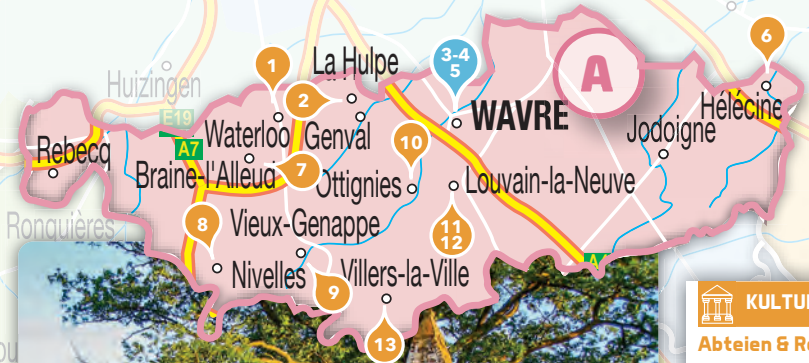 6
3-4
5
1
La Hulpe
A
Huizingen
2
WAVRE
Hélécine
E19
Waterloo
Genval
Jodoigne
A7
10
Rebecq
Braine-l'Alleud
7
Ottignies
Louvain-la-Neuve
Ronquières
8
Vieux-Genappe
11
12
Nivelles
9
Villers-la-Ville
13
KULTU
Abteien & R